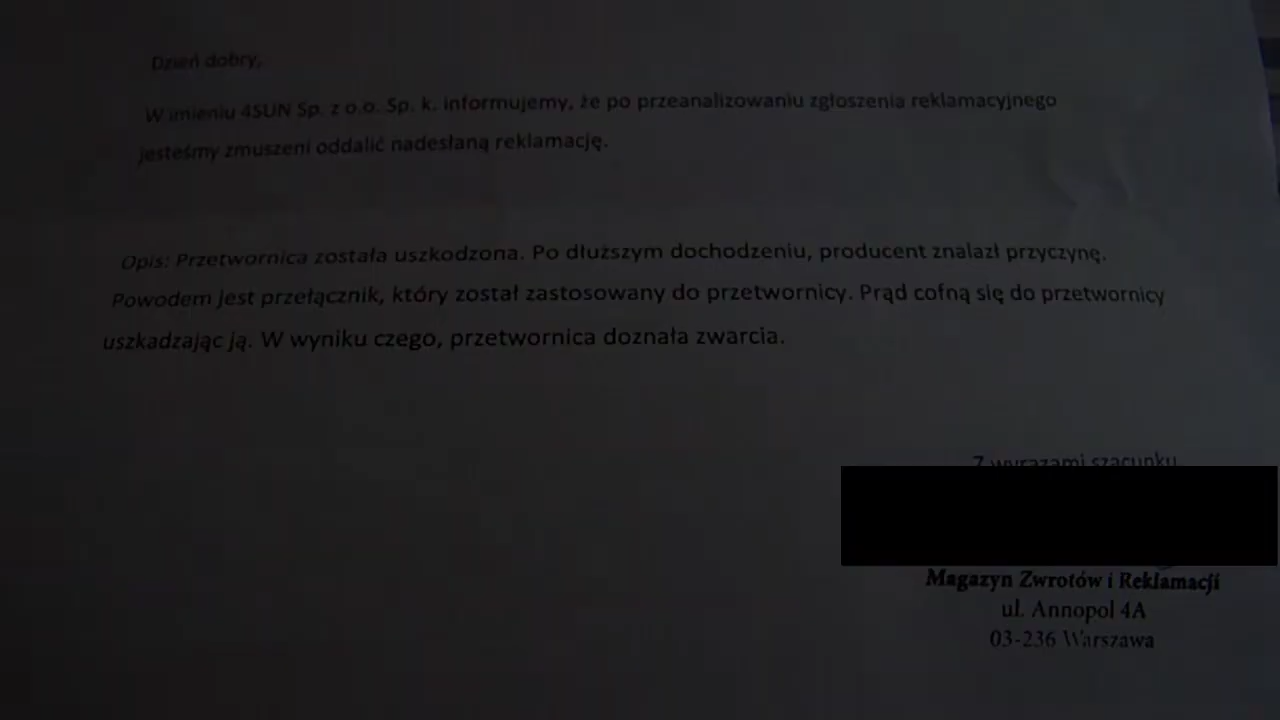 Dzień dobry,
W imieniu 4SUN Sp. z o.o. Sp. k. informujemy, że po przeanalizowaniu zgłoszenia reklamacyjnego
jesteśmy zmuszeni oddalić nadesłaną reklamację.
Opis: Przetwornica została uszkodzona. Po dłuższym dochodzeniu, producent znalazł przyczynę.
Powodem jest przełącznik, który został zastosowany do przetwornicy. Prąd cofną się do przetwornicy
uszkadzając ją. W wyniku czego, przetwornica doznała zwarcia.
Z wyrazami szacunku
Magazyn Zwrotów i Reklamacji
ul. Annopol 4A
03-236 Warszawa